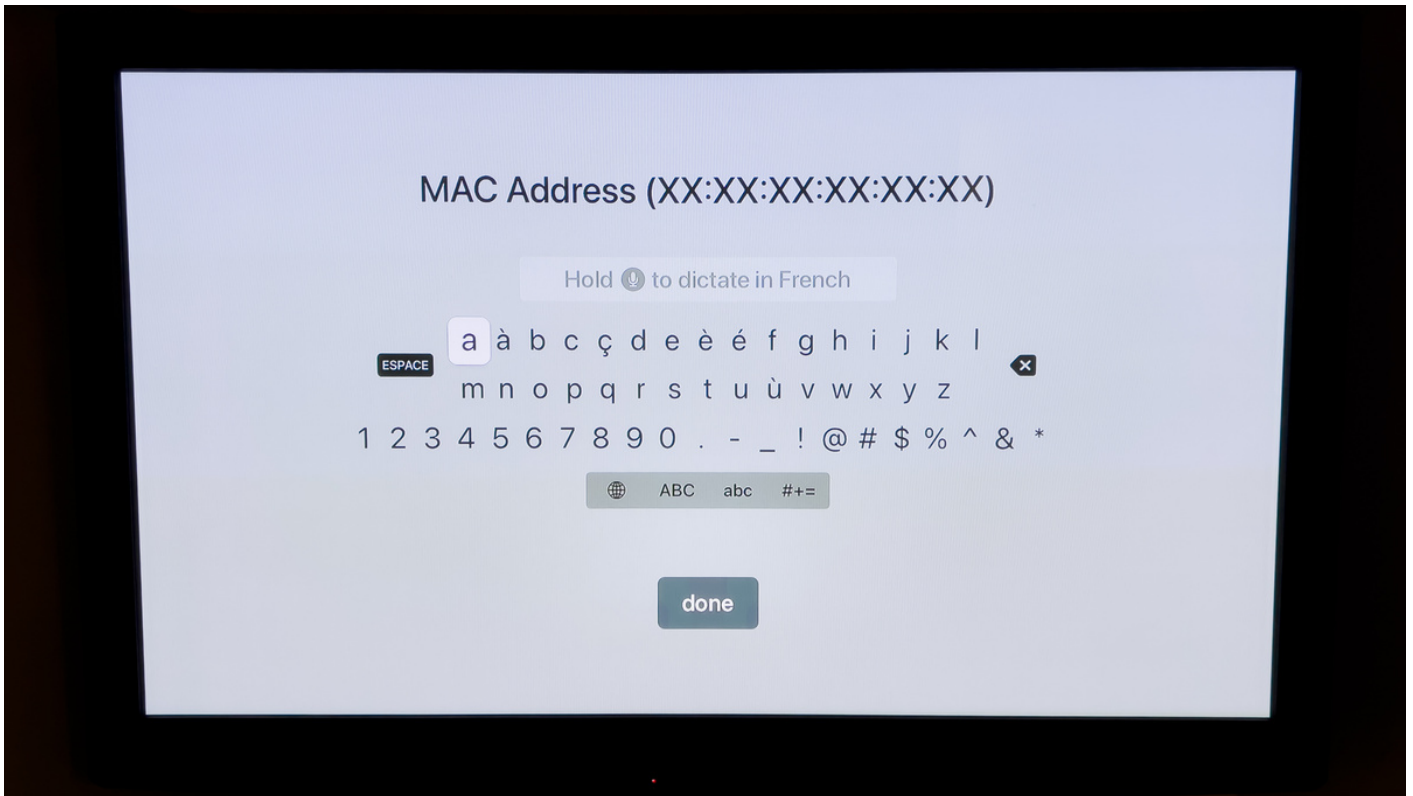 MAC Address (XX:XX:XX:XX:XX:XX)
Hold to dictate in French
a à b c ç d e è é f g h i j k l
ESPACE
m n o p q r s t u ù v w x y z
1 2 3 4 5 6 7 8 9 0 . - _ ! @ # $ % ^ & *
ABC abc #+=
done